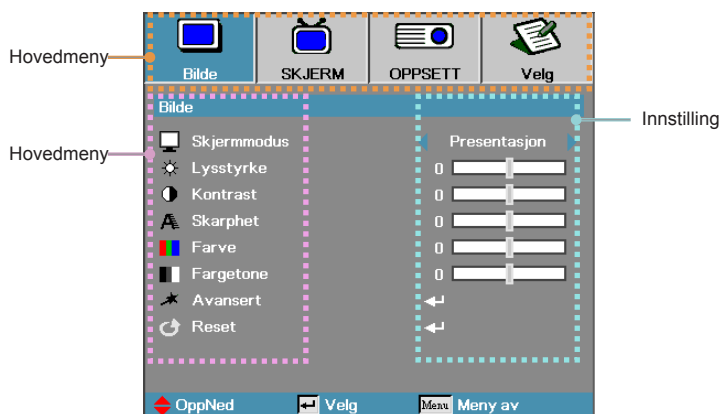 Hovedmeny
Bilde SKJERM OPPSETT Velg
Bilde
Innstilling
Hovedmeny
Skjermmodus Presentasjon
Lysstyrke 0
Kontrast 0
Skarphet 0
Farve 0
Fargetone 0
Avansert
Reset
OppNed Velg Menu Meny av